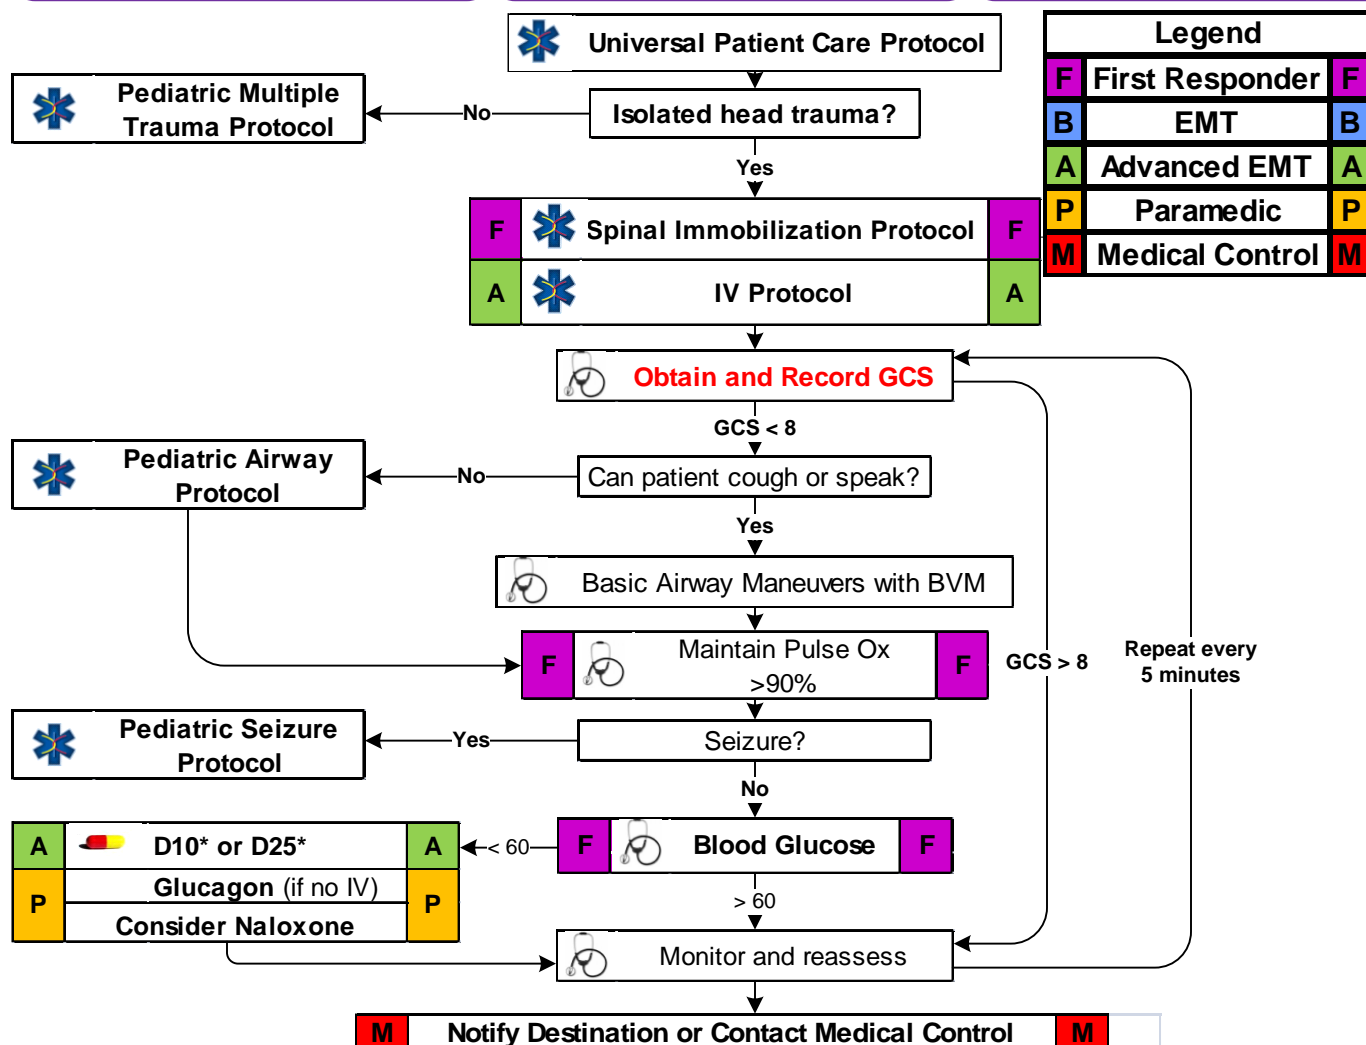 Universal Patient Care Protocol
Legend
F First Responder F
B EMT B
A Advanced EMT A
P Paramedic P
M Medical Control M
Pediatric Multiple
Trauma Protocol
No
Isolated head trauma?
Yes
F Spinal Immobilization Protocol F
A IV Protocol A
Obtain and Record GCS
GCS < 8
Pediatric Airway
Protocol
No
Can patient cough or speak?
Yes
Basic Airway Maneuvers with BVM
F Maintain Pulse Ox F
>90%
GCS > 8
Repeat every
5 minutes
Pediatric Seizure
Protocol
Yes
Seizure?
No
A D10* or D25* A
< 60
F Blood Glucose F
P Glucagon (if no IV) P
Consider Naloxone
> 60
Monitor and reassess
M Notify Destination or Contact Medical Control M